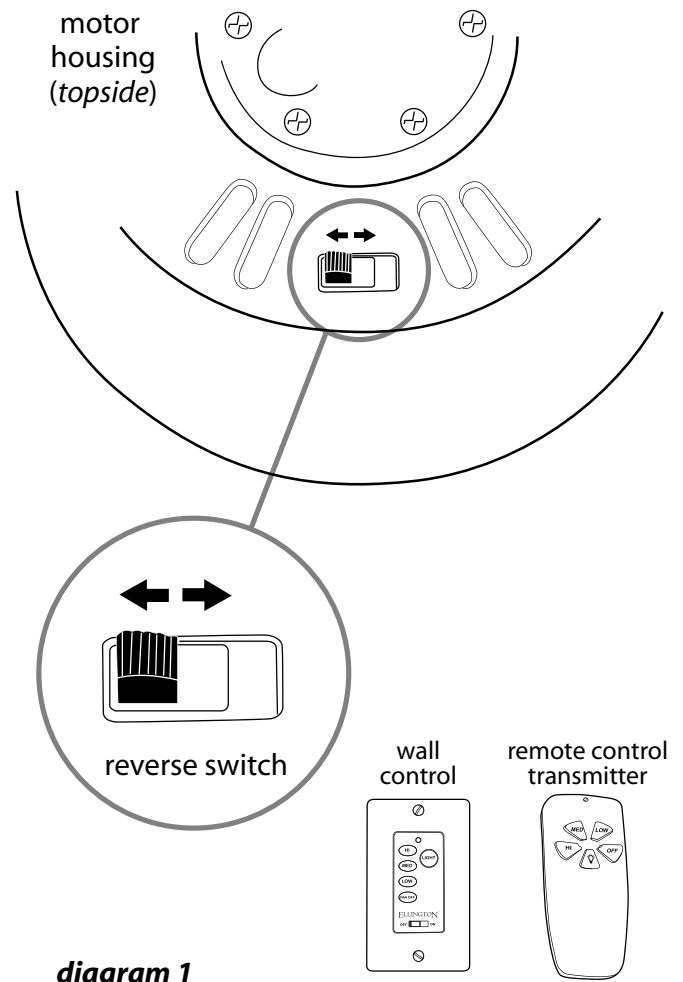 motor
housing
(topside)
reverse switch
wall
control
remote control
transmitter
HI
LIGHT
MED
LOW
FAN OFF
ELLINGTON
OFF ON
MED LOW
HI OFF
diagram 1